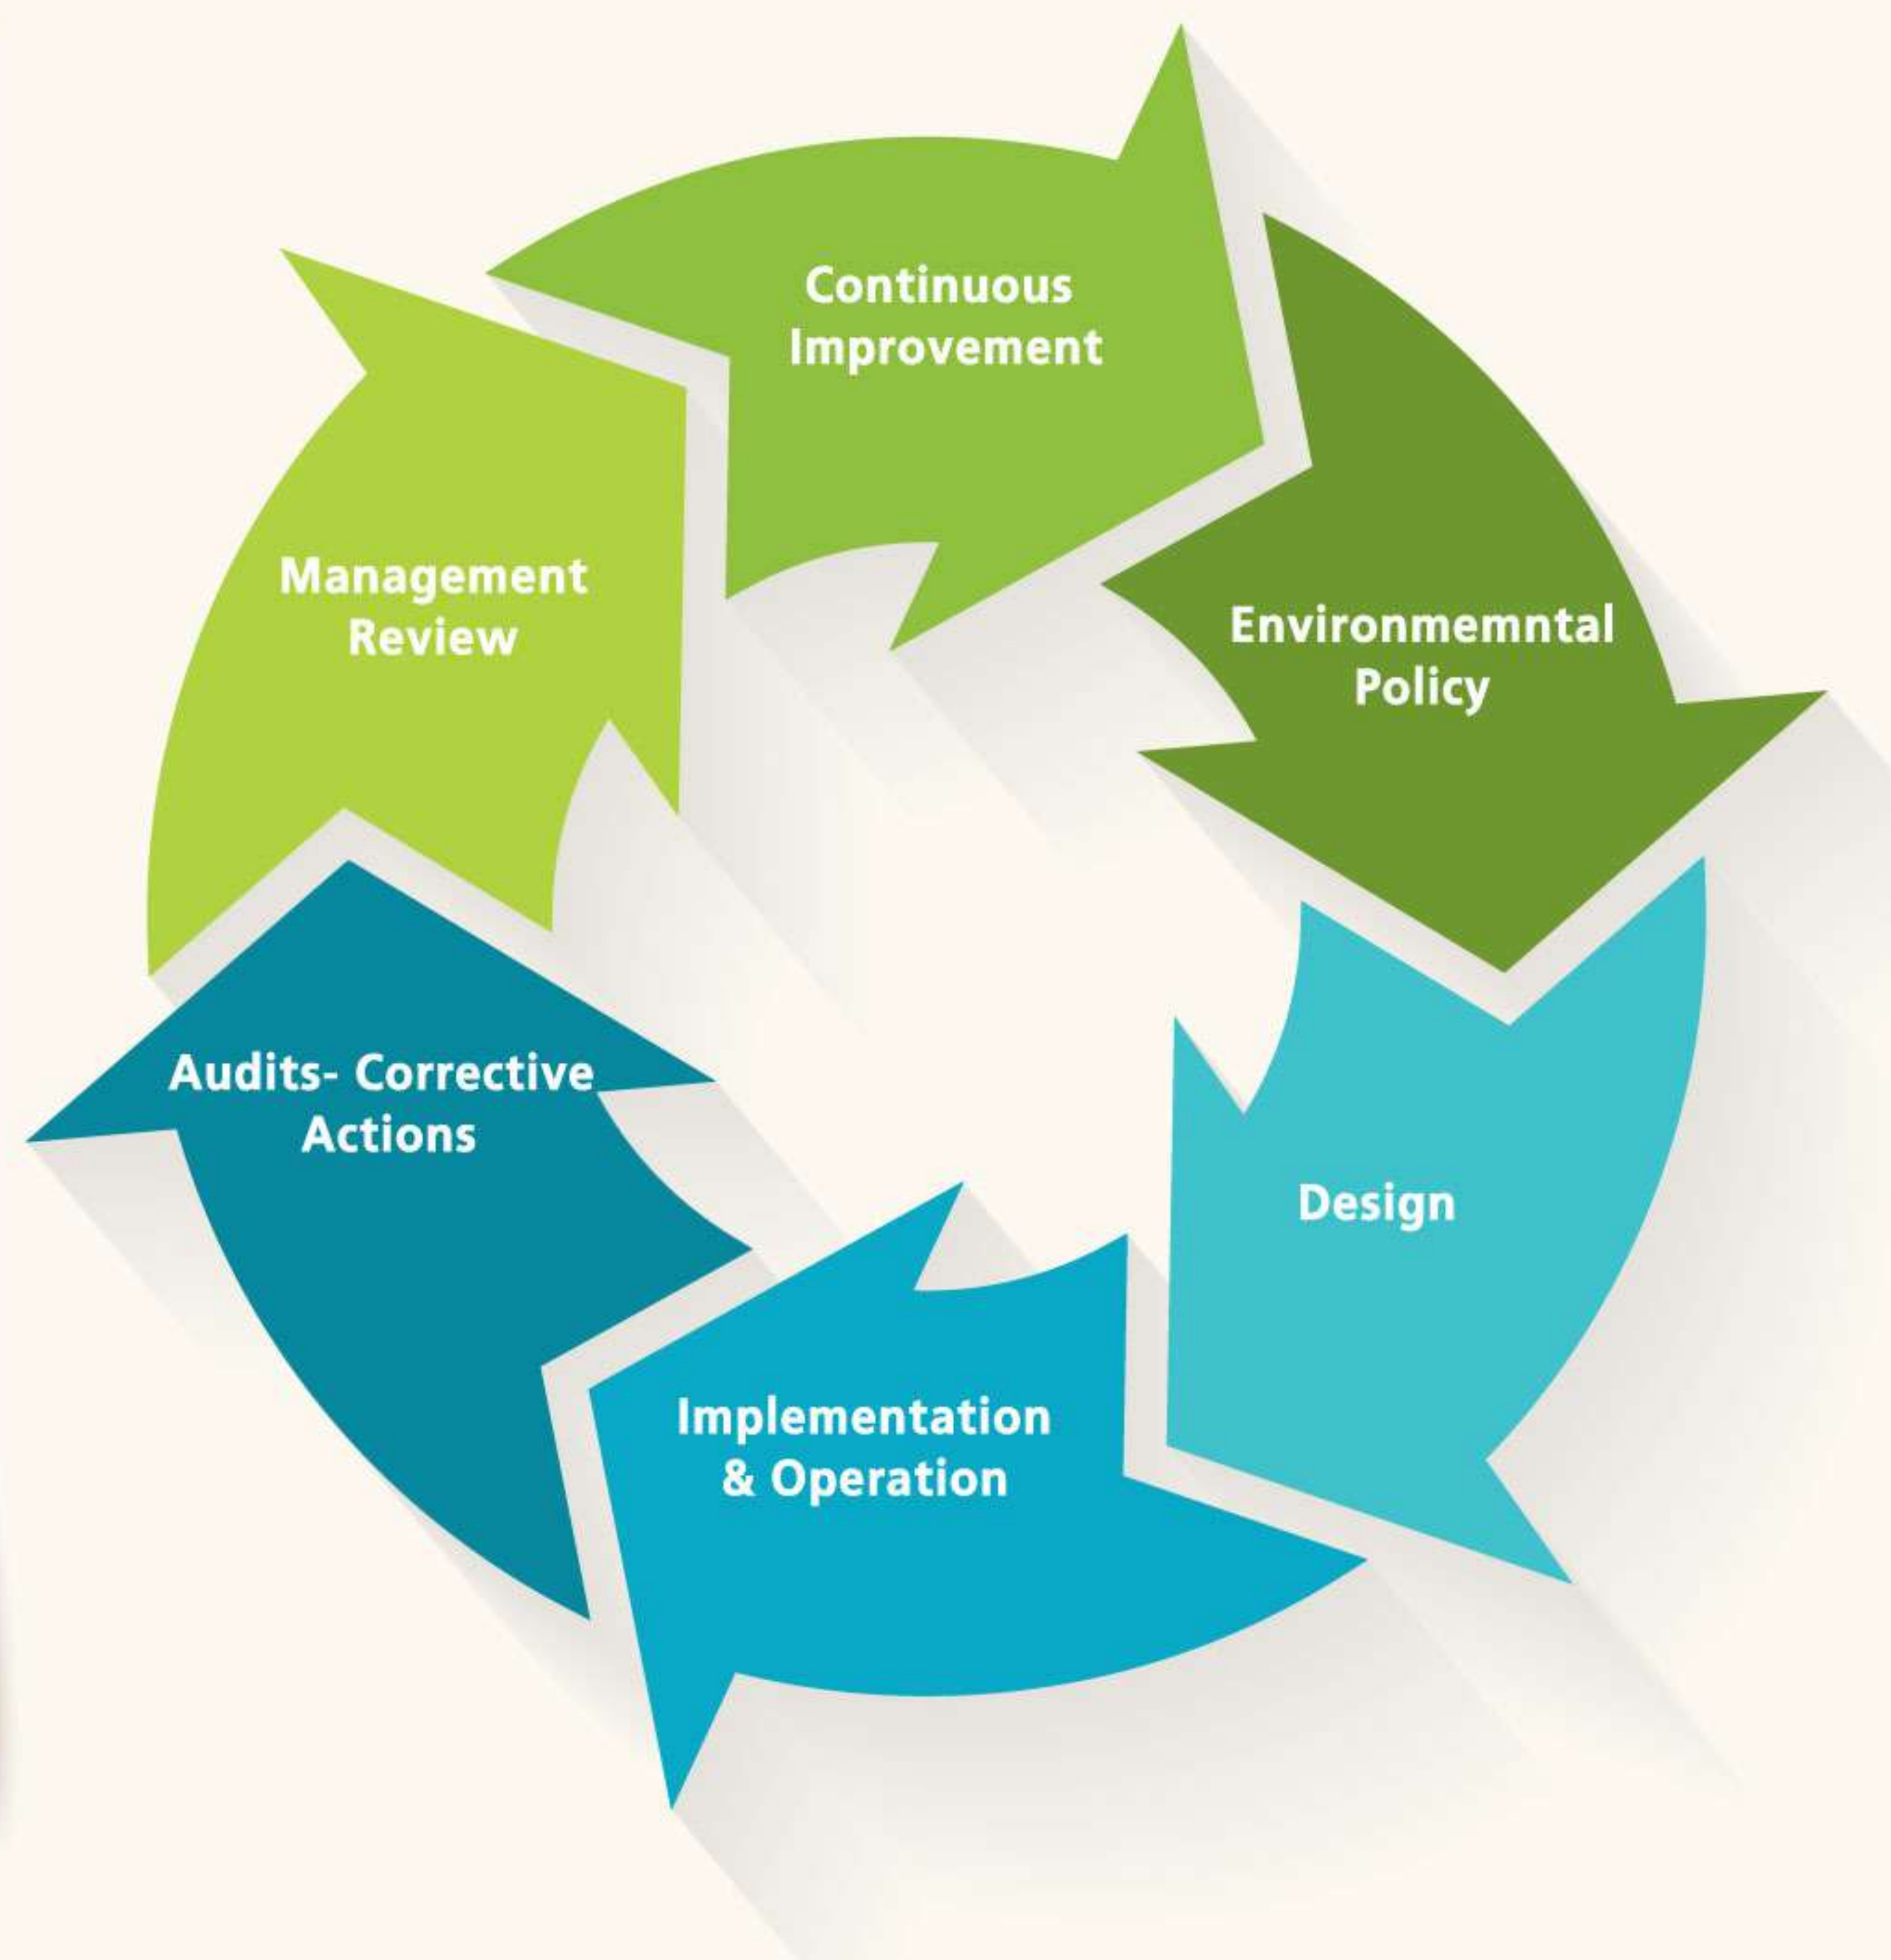 Continuous
Improvement
Environmemntal
Policy
Design
Implementation
& Operation
Audits- Corrective
Actions
Management
Review